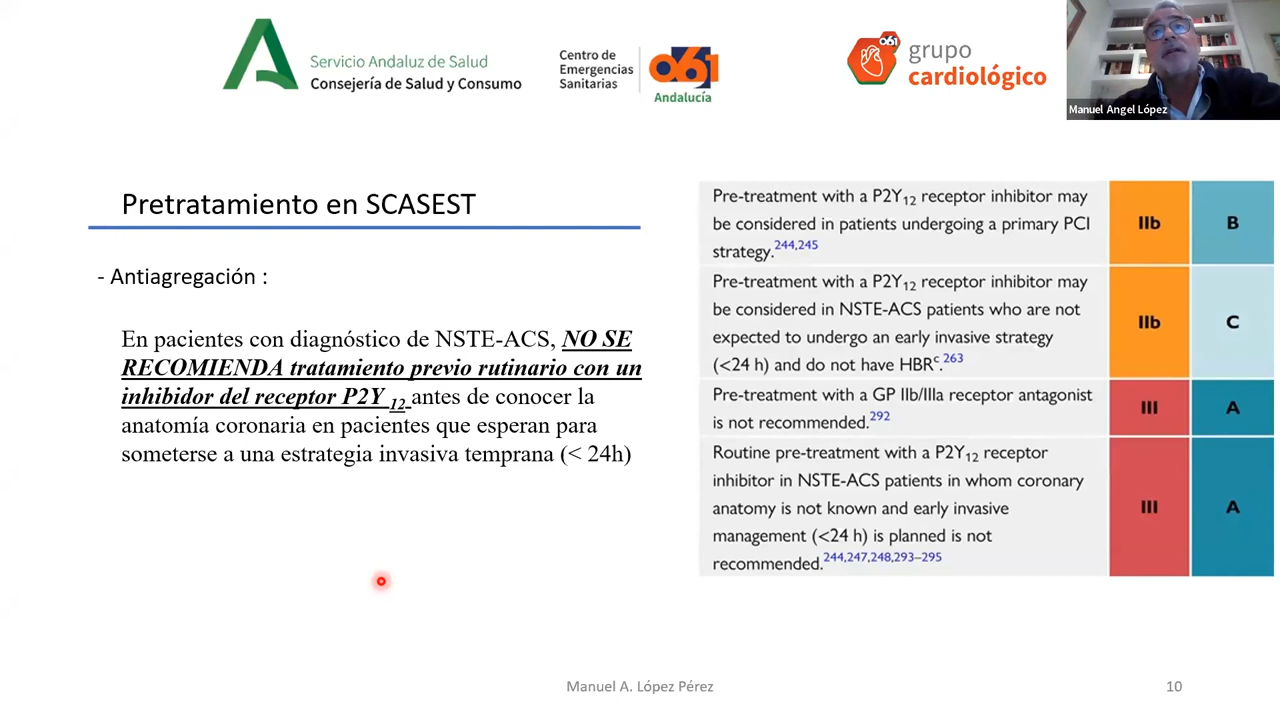 Servicio Andaluz de Salud
Consejería de Salud y Consumo
Centro de
Emergencias
Sanitarias
061
Andalucía
061
grupo
cardiológico
Manuel Angel López
Pretratamiento en SCASEST
- Antiagregación :
En pacientes con diagnóstico de NSTE-ACS, NO SE
RECOMIENDA tratamiento previo rutinario con un
inhibidor del receptor P2Y 12 antes de conocer la
anatomía coronaria en pacientes que esperan para
someterse a una estrategia invasiva temprana (< 24h)
Pre-treatment with a P2Y12 receptor inhibitor may
be considered in patients undergoing a primary PCI
strategy.244,245
IIb
B
Pre-treatment with a P2Y12 receptor inhibitor may
be considered in NSTE-ACS patients who are not
expected to undergo an early invasive strategy
(<24 h) and do not have HBRc.263
IIb
C
Pre-treatment with a GP IIb/IIIa receptor antagonist
is not recommended.292
III
A
Routine pre-treatment with a P2Y12 receptor
inhibitor in NSTE-ACS patients in whom coronary
anatomy is not known and early invasive
management (<24 h) is planned is not
recommended.244,247,248,293–295
III
A
Manuel A. López Pérez
10